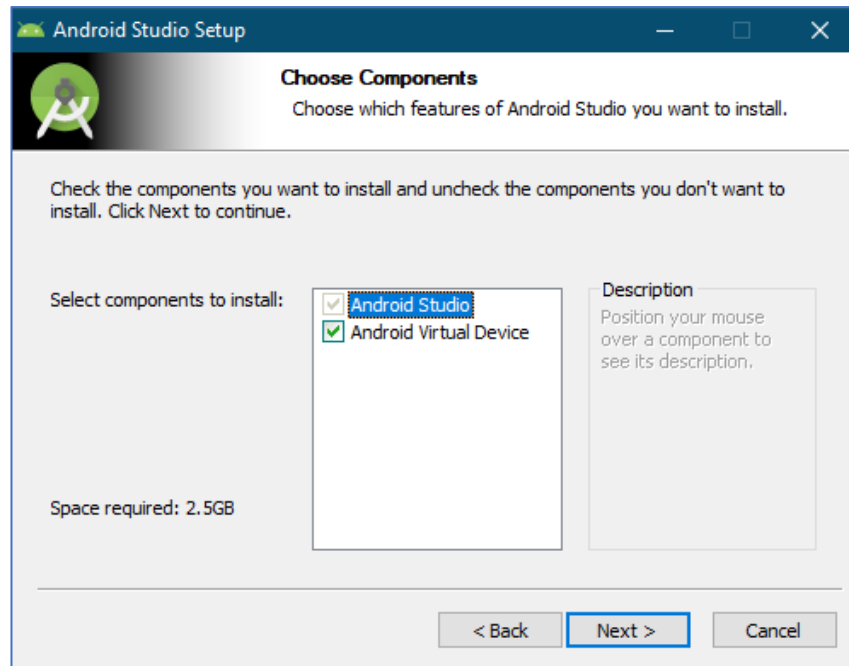 Android Studio Setup
Choose Components
Choose which features of Android Studio you want to install.
Check the components you want to install and uncheck the components you don't want to
install. Click Next to continue.
Select components to install:
Android Studio
Android Virtual Device
Description
Position your mouse
over a component to
see its description.
Space required: 2.5GB
< Back
Next >
Cancel